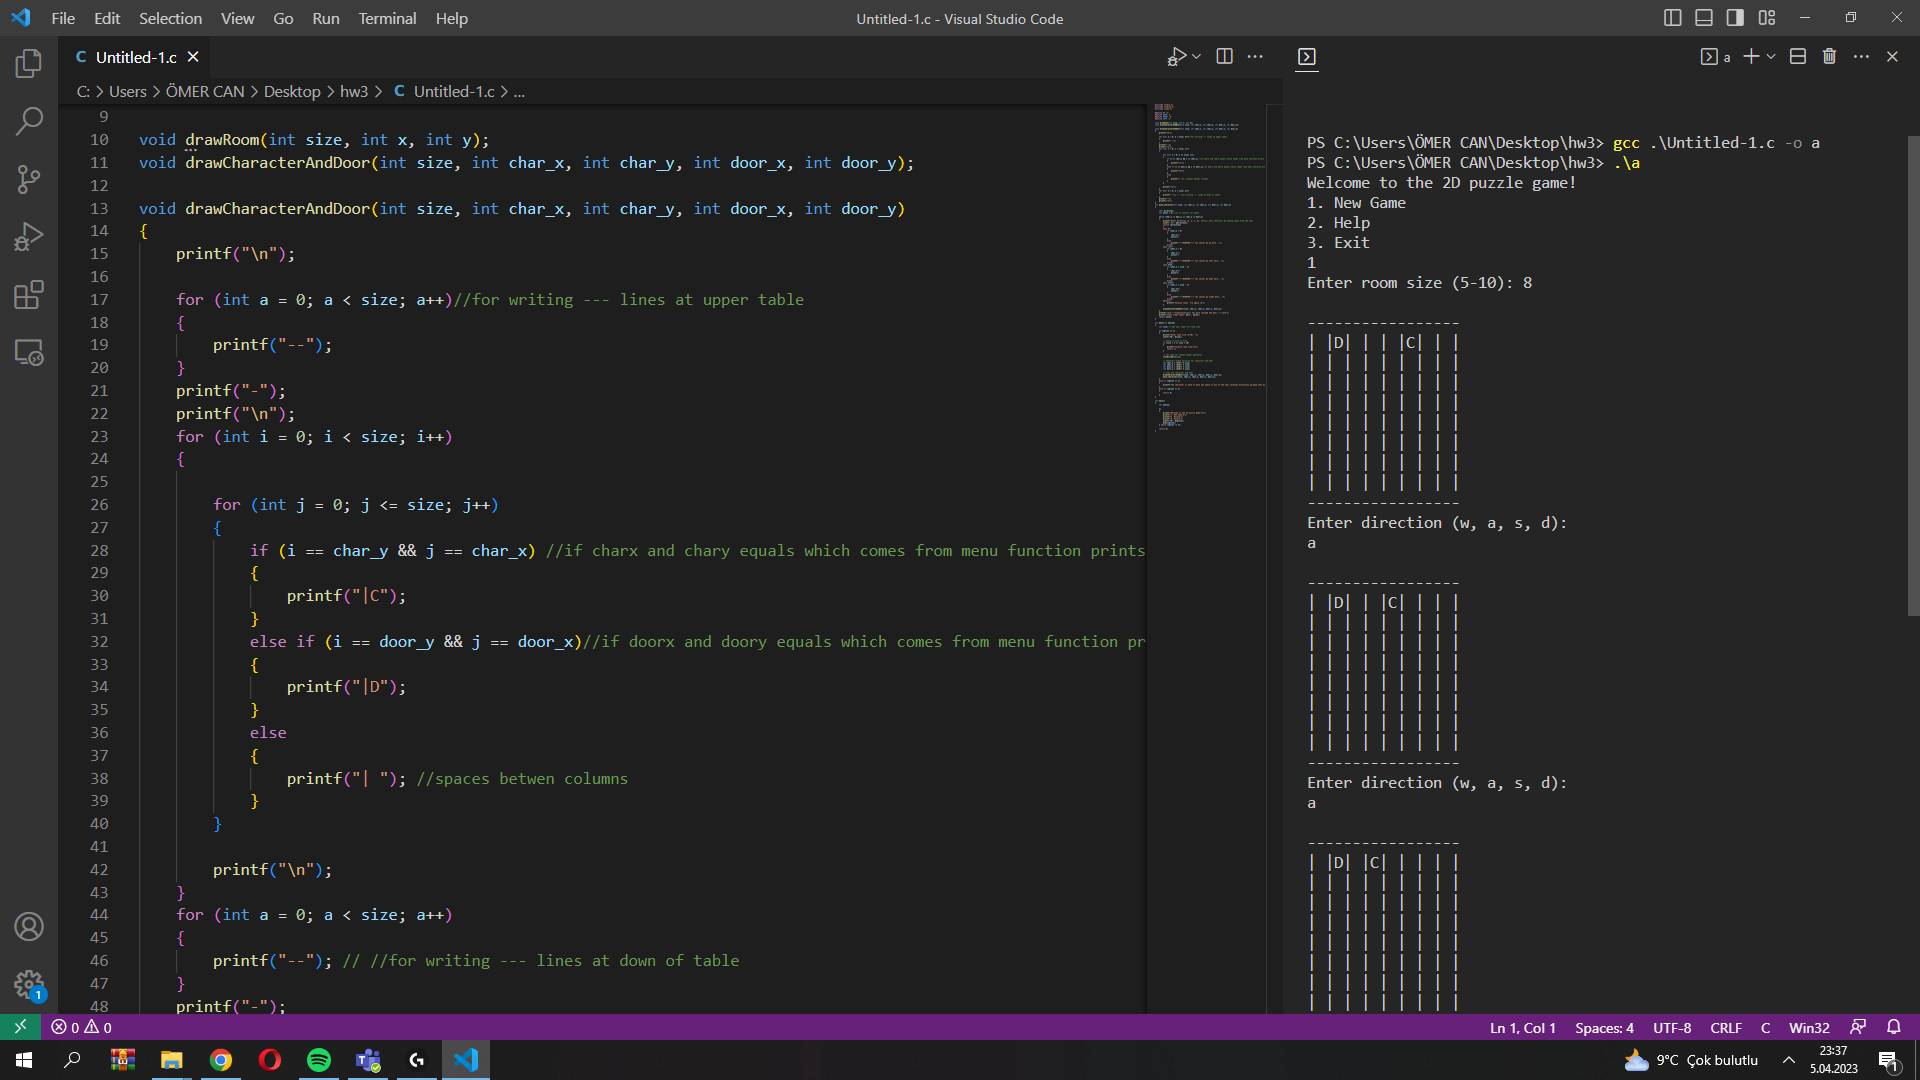 File Edit Selection View Go Run Terminal Help
Untitled-1.c - Visual Studio Code
C Untitled-1.c
C: > Users > ÖMER CAN > Desktop > hw3 > C Untitled-1.c > ...
9
10 void drawRoom(int size, int x, int y);
11 void drawCharacterAndDoor(int size, int char_x, int char_y, int door_x, int door_y);
12
13 void drawCharacterAndDoor(int size, int char_x, int char_y, int door_x, int door_y)
14 {
15 printf("\n");
16
17 for (int a = 0; a < size; a++)//for writing --- lines at upper table
18 {
19 printf("--");
20 }
21 printf("-");
22 printf("\n");
23 for (int i = 0; i < size; i++)
24 {
25
26 for (int j = 0; j <= size; j++)
27 {
28 if (i == char_y && j == char_x) //if charx and chary equals which comes from menu function prints
29 {
30 printf("|C");
31 }
32 else if (i == door_y && j == door_x)//if doorx and doory equals which comes from menu function pr
33 {
34 printf("|D");
35 }
36 else
37 {
38 printf("| "); //spaces betwen columns
39 }
40 }
41
42 printf("\n");
43 }
44 for (int a = 0; a < size; a++)
45 {
46 printf("--"); // //for writing --- lines at down of table
47 }
48 printf("-");
a
PS C:\Users\ÖMER CAN\Desktop\hw3> gcc .\Untitled-1.c -o a
PS C:\Users\ÖMER CAN\Desktop\hw3> .\a
Welcome to the 2D puzzle game!
1. New Game
2. Help
3. Exit
1
Enter room size (5-10): 8
-----------------
| |D| | | |C| | |
| | | | | | | | |
| | | | | | | | |
| | | | | | | | |
| | | | | | | | |
| | | | | | | | |
| | | | | | | | |
| | | | | | | | |
-----------------
Enter direction (w, a, s, d):
a
-----------------
| |D| | |C| | | |
| | | | | | | | |
| | | | | | | | |
| | | | | | | | |
| | | | | | | | |
| | | | | | | | |
| | | | | | | | |
| | | | | | | | |
-----------------
Enter direction (w, a, s, d):
a
-----------------
| |D| |C| | | | |
| | | | | | | | |
| | | | | | | | |
| | | | | | | | |
| | | | | | | | |
| | | | | | | | |
| | | | | | | | |
| | | | | | | | |
1
0 0
Ln 1, Col 1 Spaces: 4 UTF-8 CRLF C Win32
9°C Çok bulutlu
23:37
5.04.2023
1